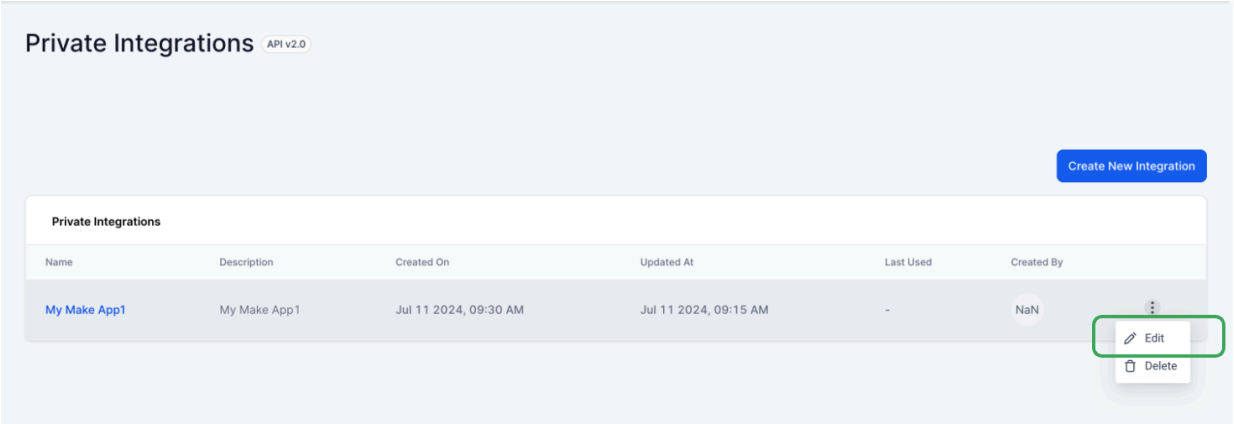 Private Integrations API v2.0
Create New Integration
Private Integrations
Name Description Created On Updated At Last Used Created By
My Make App1 My Make App1 Jul 11 2024, 09:30 AM Jul 11 2024, 09:15 AM - NaN
Edit
Delete